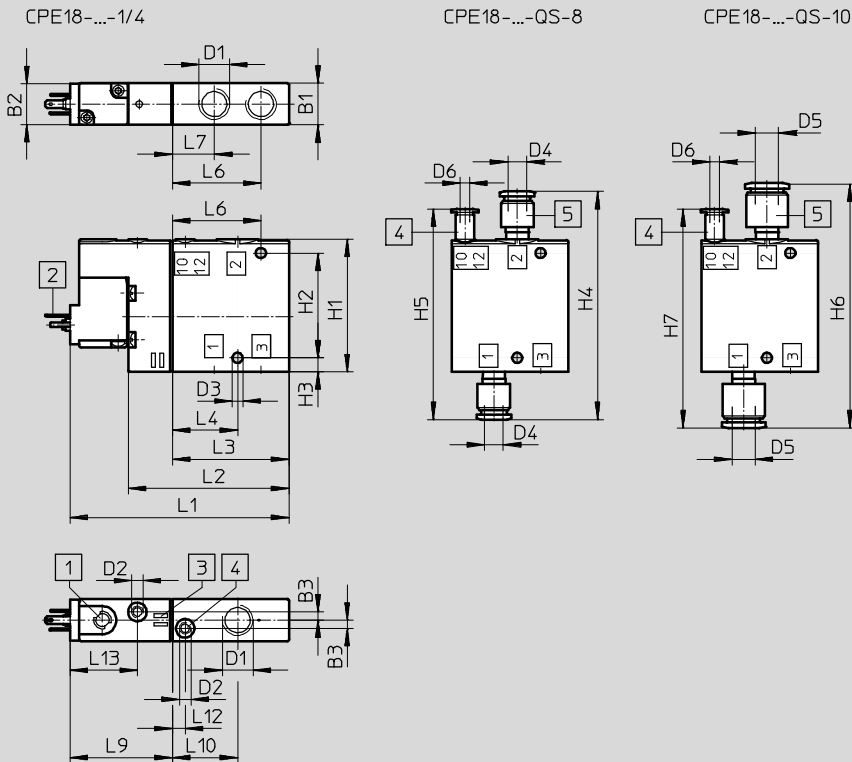 CPE18-...-1/4
CPE18-...-QS-8
CPE18-...-QS-10
D1
B2
B1
L7
L6
D5
D4
D6
D6
L6
4
5
4
5
10
12
2
10
12
2
10
12
2
2
H2
H1
H5
H4
H7
H6
1
3
1
3
1
3
D3
H3
L4
D4
L3
D5
L2
L1
1
D2
3
4
B3
L13
D1
B3
D2
L12
L9
L10